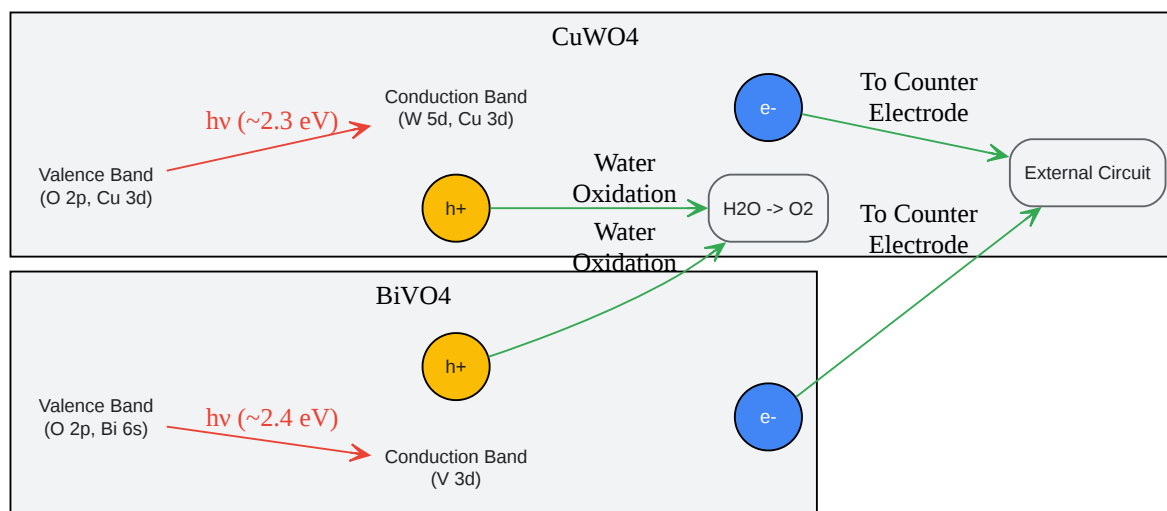 CuWO4
Conduction Band
(W 5d, Cu 3d)
hν (~2.3 eV)
Valence Band
(O 2p, Cu 3d)
e-
To Counter
Electrode
External Circuit
h+
Water
Oxidation
H2O -> O2
Water
Oxidation
To Counter
Electrode
BiVO4
h+
Valence Band
(O 2p, Bi 6s)
hν (~2.4 eV)
Conduction Band
(V 3d)
e-